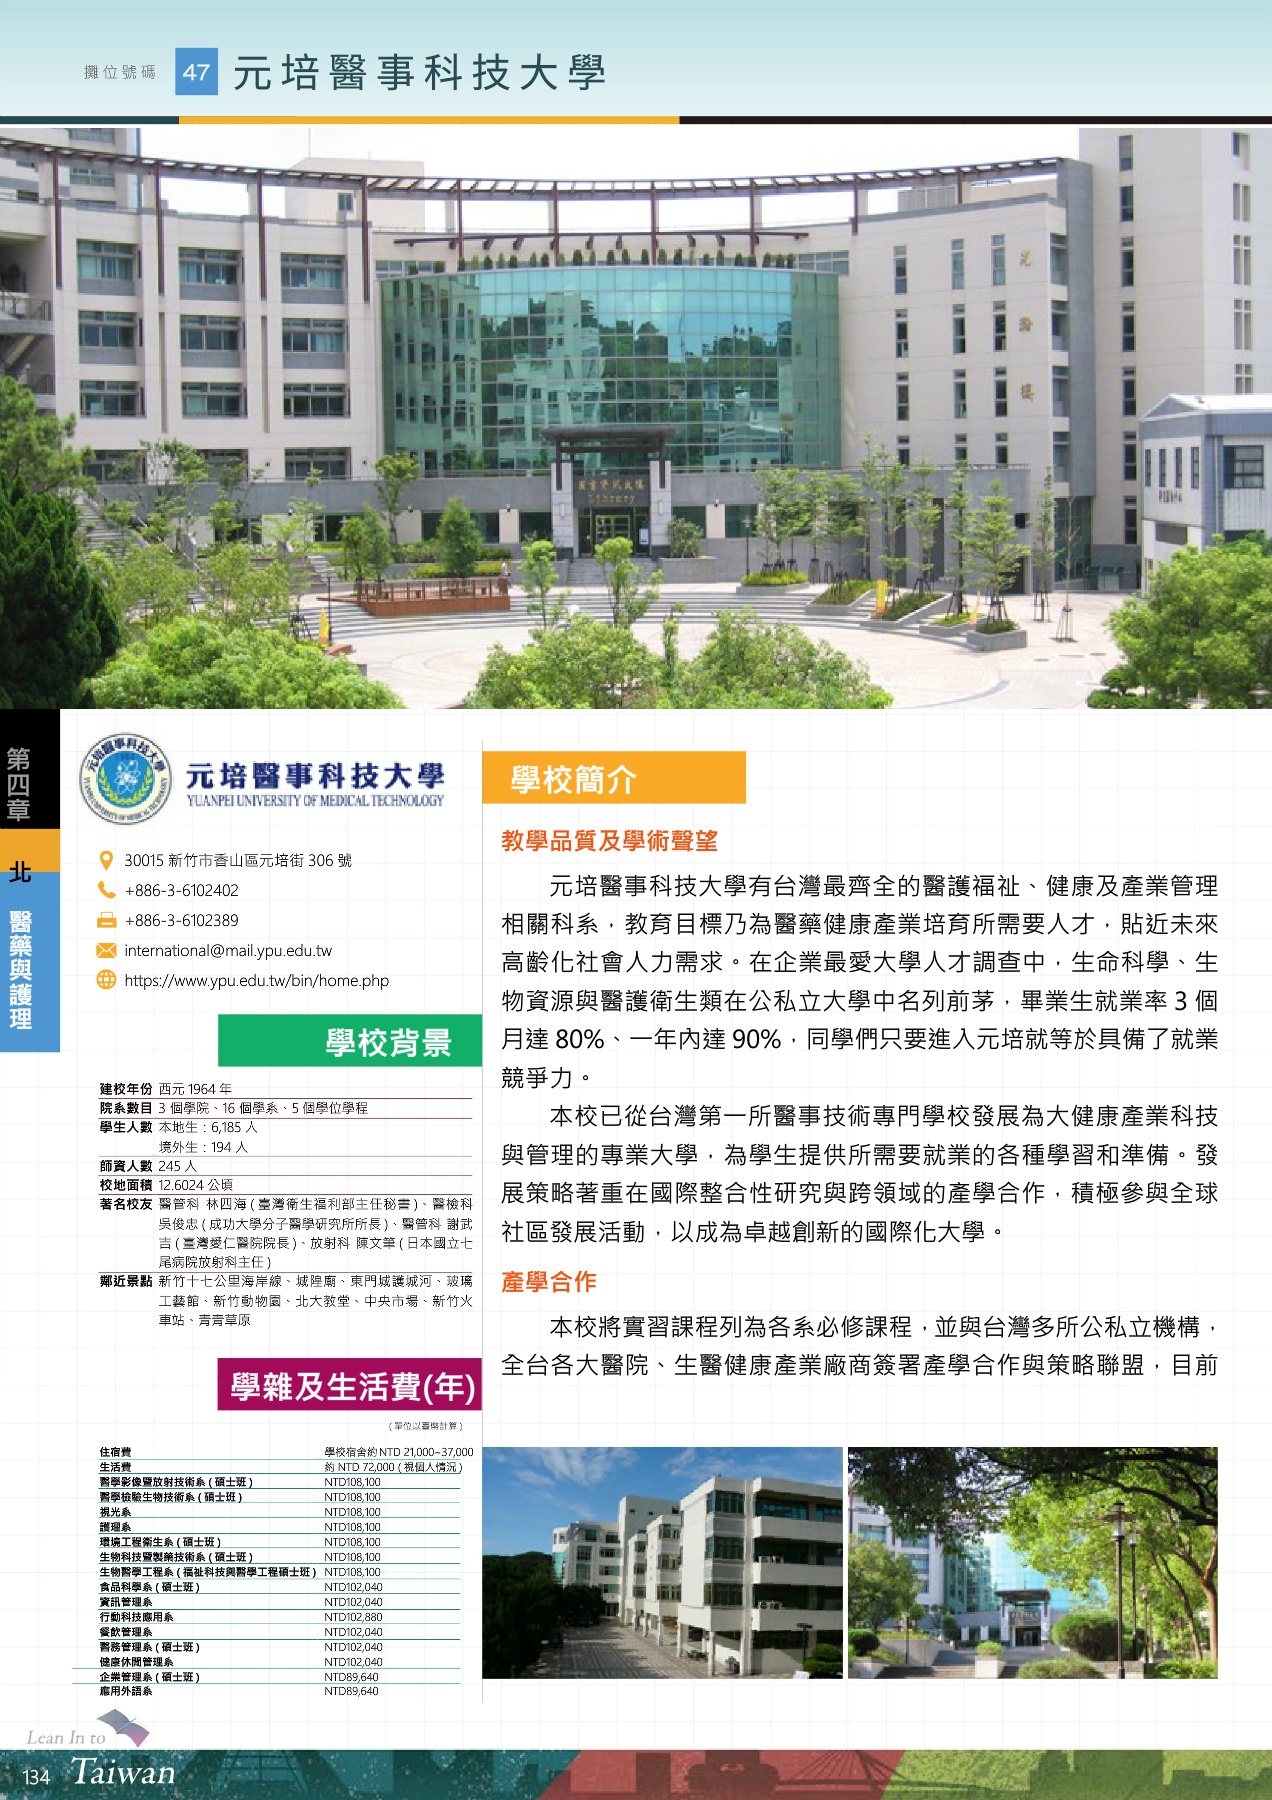 攤位號碼 47 元培醫事科技大學
光
瀚
樓
圖書資訊大樓
Library
第四章
北
醫藥與護理
元培醫事科技大學
YUANPEI UNIVERSITY OF MEDICAL TECHNOLOGY
30015 新竹市香山區元培街 306 號
+886-3-6102402
+886-3-6102389
international@mail.ypu.edu.tw
https://www.ypu.edu.tw/bin/home.php
學校背景
建校年份 西元 1964 年
院系數目 3 個學院、16 個學系、5 個學位學程
學生人數 本地生：6,185 人
境外生：194 人
師資人數 245 人
校地面積 12.6024 公頃
著名校友 醫管科 林四海 ( 臺灣衛生福利部主任秘書 )、醫檢科
吳俊忠 ( 成功大學分子醫學研究所所長 )、醫管科 謝武
吉 ( 臺灣愛仁醫院院長 )、放射科 陳文華 ( 日本國立七
尾病院放射科主任 )
鄰近景點 新竹十七公里海岸線、城隍廟、東門城護城河、玻璃
工藝館、新竹動物園、北大教堂、中央市場、新竹火
車站、青青草原
學雜及生活費(年)
( 單位以臺幣計算 )
住宿費 學校宿舍約 NTD 21,000~37,000
生活費 約 NTD 72,000 ( 視個人情況 )
醫學影像暨放射技術系 ( 碩士班 ) NTD108,100
醫學檢驗生物技術系 ( 碩士班 ) NTD108,100
視光系 NTD108,100
護理系 NTD108,100
環境工程衛生系 ( 碩士班 ) NTD108,100
生物科技暨製藥技術系 ( 碩士班 ) NTD108,100
生物醫學工程系 ( 福祉科技與醫學工程碩士班 ) NTD108,100
食品科學系 ( 碩士班 ) NTD102,040
資訊管理系 NTD102,040
行動科技應用系 NTD102,880
餐飲管理系 NTD102,040
醫務管理系 ( 碩士班 ) NTD102,040
健康休閒管理系 NTD102,040
企業管理系 ( 碩士班 ) NTD89,640
應用外語系 NTD89,640
學校簡介
教學品質及學術聲望
元培醫事科技大學有台灣最齊全的醫護福祉、健康及產業管理
相關科系，教育目標乃為醫藥健康產業培育所需要人才，貼近未來
高齡化社會人力需求。在企業最愛大學人才調查中，生命科學、生
物資源與醫護衛生類在公私立大學中名列前茅，畢業生就業率 3 個
月達 80%、一年內達 90%，同學們只要進入元培就等於具備了就業
競爭力。
本校已從台灣第一所醫事技術專門學校發展為大健康產業科技
與管理的專業大學，為學生提供所需要就業的各種學習和準備。發
展策略著重在國際整合性研究與跨領域的產學合作，積極參與全球
社區發展活動，以成為卓越創新的國際化大學。
產學合作
本校將實習課程列為各系必修課程，並與台灣多所公私立機構，
全台各大醫院、生醫健康產業廠商簽署產學合作與策略聯盟，目前
Lean In to
134 Taiwan